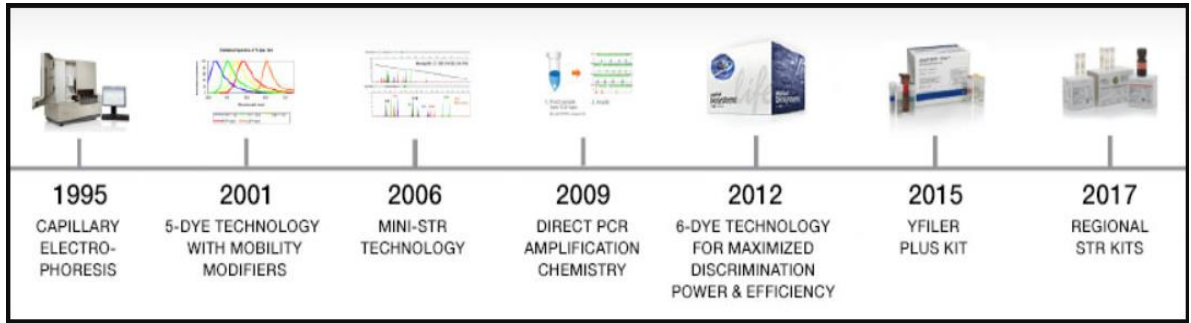 1995
CAPILLARY
ELECTRO-
PHORESIS
2001
5-DYE TECHNOLOGY
WITH MOBILITY
MODIFIERS
2006
MINI-STR
TECHNOLOGY
2009
DIRECT PCR
AMPLIFICATION
CHEMISTRY
2012
6-DYE TECHNOLOGY
FOR MAXIMIZED
DISCRIMINATION
POWER & EFFICIENCY
2015
YFILER
PLUS KIT
2017
REGIONAL
STR KITS